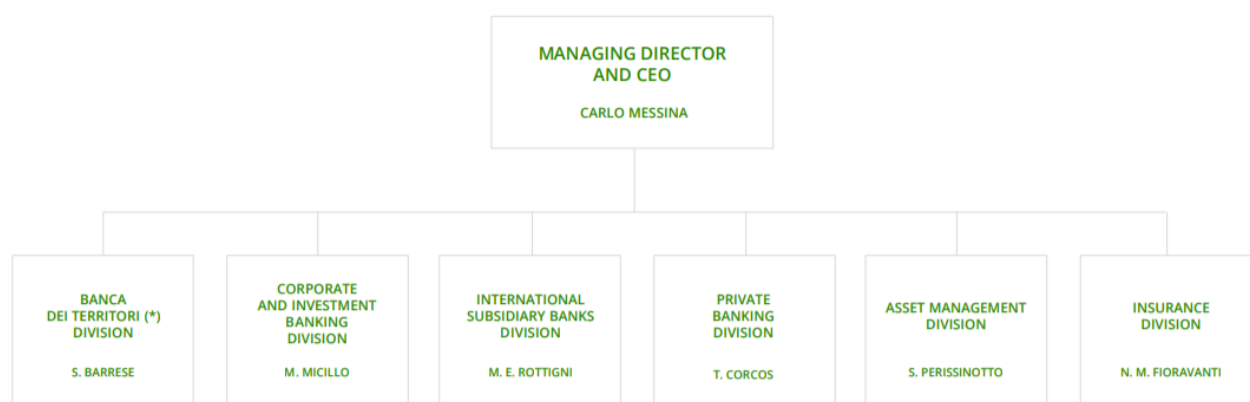 MANAGING DIRECTOR
AND CEO
CARLO MESSINA
BANCA
DEI TERRITORI (*)
DIVISION
S. BARRESE
CORPORATE
AND INVESTMENT
BANKING
DIVISION
M. MICILLO
INTERNATIONAL
SUBSIDIARY BANKS
DIVISION
M. E. ROTTIGNI
PRIVATE
BANKING
DIVISION
T. CORCOS
ASSET MANAGEMENT
DIVISION
S. PERISSINOTTO
INSURANCE
DIVISION
N. M. FIORAVANTI